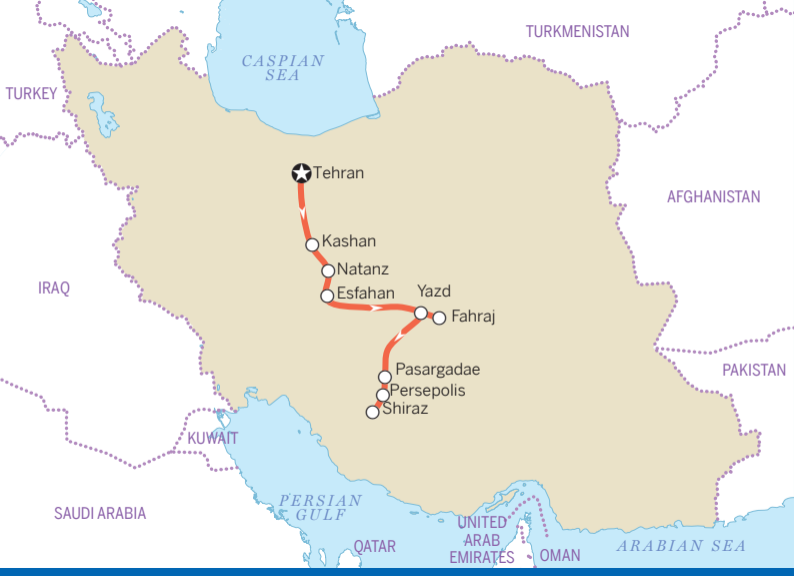 TURKMENISTAN
CASPIAN
SEA
TURKEY
Tehran
AFGHANISTAN
Kashan
Natanz
IRAQ
Esfahan
Yazd
Fahraj
Pasargadae
PAKISTAN
Persepolis
Shiraz
KUWAIT
PERSIAN
GULF
SAUDI ARABIA
UNITED
ARAB
EMIRATES
QATAR
OMAN
ARABIAN SEA